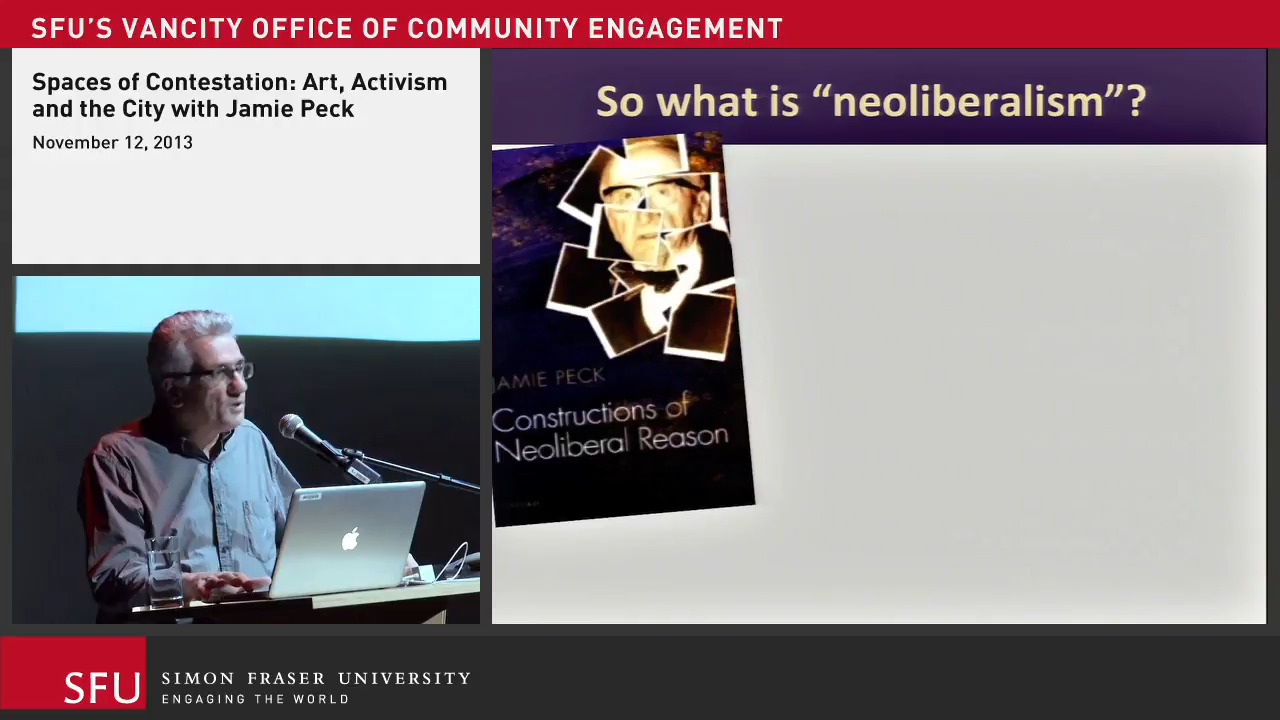 SFU'S VANCITY OFFICE OF COMMUNITY ENGAGEMENT
Spaces of Contestation: Art, Activism
and the City with Jamie Peck
November 12, 2013
So what is “neoliberalism”?
JAMIE PECK
Constructions of
Neoliberal Reason
SFU
SIMON FRASER UNIVERSITY
ENGAGING THE WORLD